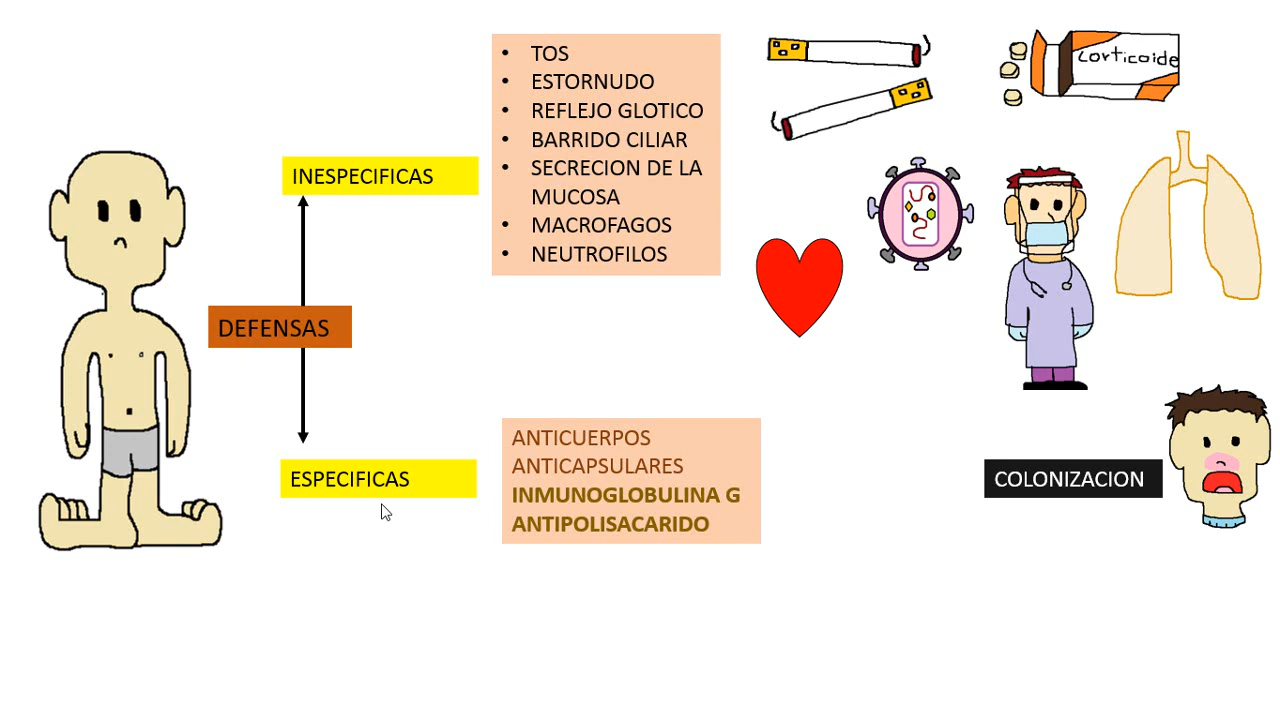 TOS
ESTORNUDO
REFLEJO GLOTICO
BARRIDO CILIAR
SECRECION DE LA
MUCOSA
MACROFAGOS
NEUTROFILOS
corticoide
INESPECIFICAS
DEFENSAS
ESPECIFICAS
ANTICUERPOS
ANTICAPSULARES
INMUNOGLOBULINA G
ANTIPOLISACARIDO
COLONIZACION